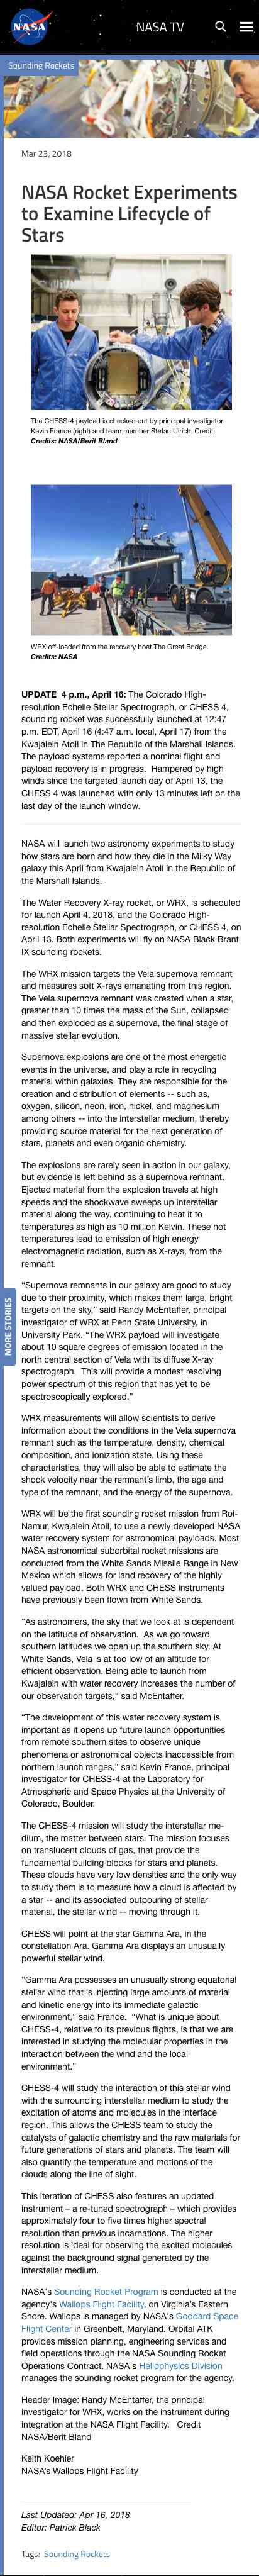 NASA
NASA TV
Sounding Rockets
Mar 23, 2018
NASA Rocket Experiments
to Examine Lifecycle of
Stars
The CHESS-4 payload is checked out by principal investigator
Kevin France (right) and team member Stefan Ulrich. Credit:
Credits: NASA/Berit Bland
WRX off-loaded from the recovery boat The Great Bridge.
Credits: NASA
UPDATE 4 p.m., April 16: The Colorado High-
resolution Echelle Stellar Spectrograph, or CHESS 4,
sounding rocket was successfully launched at 12:47
p.m. EDT, April 16 (4:47 a.m. local, April 17) from the
Kwajalein Atoll in The Republic of the Marshall Islands.
The payload systems reported a nominal flight and
payload recovery is in progress. Hampered by high
winds since the targeted launch day of April 13, the
CHESS 4 was launched with only 13 minutes left on the
last day of the launch window.
NASA will launch two astronomy experiments to study
how stars are born and how they die in the Milky Way
galaxy this April from Kwajalein Atoll in the Republic of
the Marshall Islands.
The Water Recovery X-ray rocket, or WRX, is scheduled
for launch April 4, 2018, and the Colorado High-
resolution Echelle Stellar Spectrograph, or CHESS 4, on
April 13. Both experiments will fly on NASA Black Brant
IX sounding rockets.
The WRX mission targets the Vela supernova remnant
and measures soft X-rays emanating from this region.
The Vela supernova remnant was created when a star,
greater than 10 times the mass of the Sun, collapsed
and then exploded as a supernova, the final stage of
massive stellar evolution.
Supernova explosions are one of the most energetic
events in the universe, and play a role in recycling
material within galaxies. They are responsible for the
creation and distribution of elements -- such as,
oxygen, silicon, neon, iron, nickel, and magnesium
among others -- into the interstellar medium, thereby
providing source material for the next generation of
stars, planets and even organic chemistry.
The explosions are rarely seen in action in our galaxy,
but evidence is left behind as a supernova remnant.
Ejected material from the explosion travels at high
speeds and the shockwave sweeps up interstellar
material along the way, continuing to heat it to
temperatures as high as 10 million Kelvin. These hot
temperatures lead to emission of high energy
electromagnetic radiation, such as X-rays, from the
remnant.
MORE STORIES
“Supernova remnants in our galaxy are good to study
due to their proximity, which makes them large, bright
targets on the sky,” said Randy McEntaffer, principal
investigator of WRX at Penn State University, in
University Park. “The WRX payload will investigate
about 10 square degrees of emission located in the
north central section of Vela with its diffuse X-ray
spectrograph. This will provide a modest resolving
power spectrum of this region that has yet to be
spectroscopically explored.”
WRX measurements will allow scientists to derive
information about the conditions in the Vela supernova
remnant such as the temperature, density, chemical
composition, and ionization state. Using these
characteristics, they will also be able to estimate the
shock velocity near the remnant’s limb, the age and
type of the remnant, and the energy of the supernova.
WRX will be the first sounding rocket mission from Roi-
Namur, Kwajalein Atoll, to use a newly developed NASA
water recovery system for astronomical payloads. Most
NASA astronomical suborbital rocket missions are
conducted from the White Sands Missile Range in New
Mexico which allows for land recovery of the highly
valued payload. Both WRX and CHESS instruments
have previously been flown from White Sands.
“As astronomers, the sky that we look at is dependent
on the latitude of observation. As we go toward
southern latitudes we open up the southern sky. At
White Sands, Vela is at too low of an altitude for
efficient observation. Being able to launch from
Kwajalein with water recovery increases the number of
our observation targets,” said McEntaffer.
“The development of this water recovery system is
important as it opens up future launch opportunities
from remote southern sites to observe unique
phenomena or astronomical objects inaccessible from
northern launch ranges,” said Kevin France, principal
investigator for CHESS-4 at the Laboratory for
Atmospheric and Space Physics at the University of
Colorado, Boulder.
The CHESS-4 mission will study the interstellar me-
dium, the matter between stars. The mission focuses
on translucent clouds of gas, that provide the
fundamental building blocks for stars and planets.
These clouds have very low densities and the only way
to study them is to measure how a cloud is affected by
a star -- and its associated outpouring of stellar
material, the stellar wind -- moving through it.
CHESS will point at the star Gamma Ara, in the
constellation Ara. Gamma Ara displays an unusually
powerful stellar wind.
“Gamma Ara possesses an unusually strong equatorial
stellar wind that is injecting large amounts of material
and kinetic energy into its immediate galactic
environment,” said France. “What is unique about
CHESS-4, relative to its previous flights, is that we are
interested in studying the molecular properties in the
interaction between the wind and the local
environment.”
CHESS-4 will study the interaction of this stellar wind
with the surrounding interstellar medium to study the
excitation of atoms and molecules in the interface
region. This allows the CHESS team to study the
catalysts of galactic chemistry and the raw materials for
future generations of stars and planets. The team will
also quantify the temperature and motions of the
clouds along the line of sight.
This iteration of CHESS also features an updated
instrument – a re-tuned spectrograph – which provides
approximately four to five times higher spectral
resolution than previous incarnations. The higher
resolution is ideal for observing the excited molecules
against the background signal generated by the
interstellar medium.
NASA’s Sounding Rocket Program is conducted at the
agency’s Wallops Flight Facility, on Virginia’s Eastern
Shore. Wallops is managed by NASA’s Goddard Space
Flight Center in Greenbelt, Maryland. Orbital ATK
provides mission planning, engineering services and
field operations through the NASA Sounding Rocket
Operations Contract. NASA’s Heliophysics Division
manages the sounding rocket program for the agency.
Header Image: Randy McEntaffer, the principal
investigator for WRX, works on the instrument during
integration at the NASA Flight Facility. Credit
NASA/Berit Bland
Keith Koehler
NASA’s Wallops Flight Facility
Last Updated: Apr 16, 2018
Editor: Patrick Black
Tags: Sounding Rockets